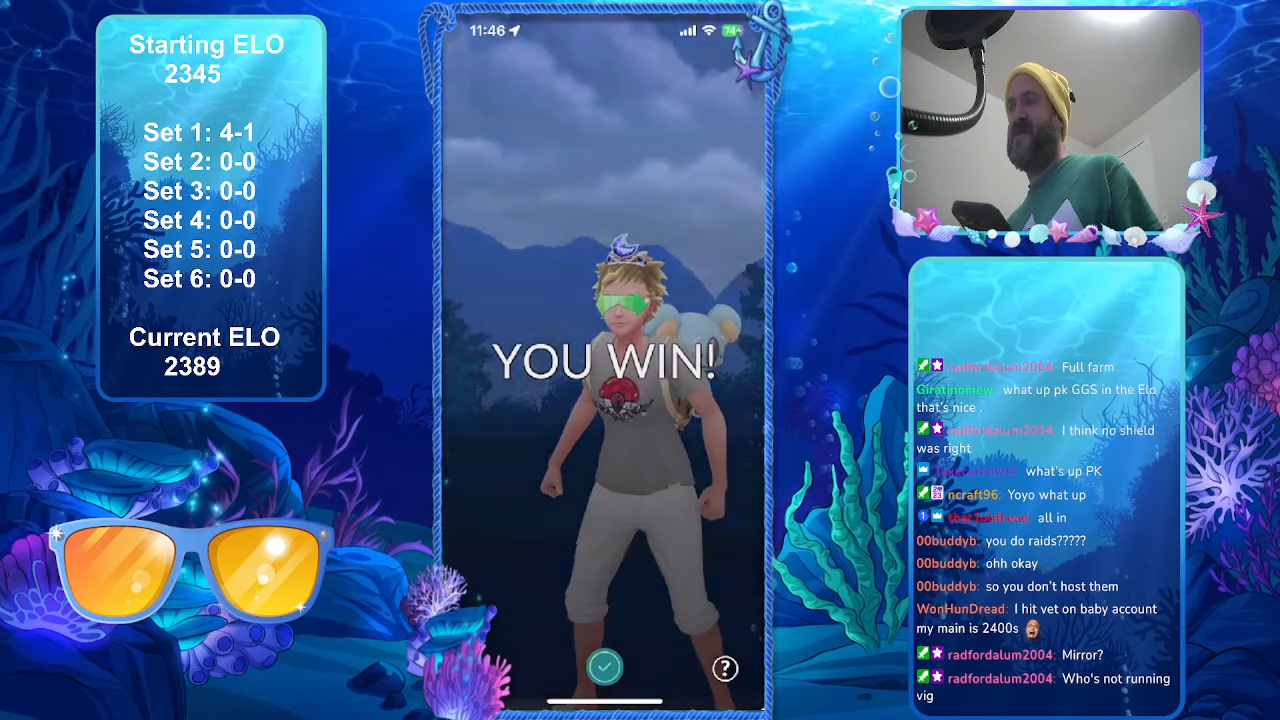 Starting ELO
2345
Set 1: 4-1
Set 2: 0-0
Set 3: 0-0
Set 4: 0-0
Set 5: 0-0
Set 6: 0-0
Current ELO
2389
11:46
74
YOU WIN!
?
radfordalum2004: Full farm
Giratinomew: what up pk GGS in the Elo
that's nice .
radfordalum2004: I think no shield
was right
what's up PK
ncraft96: Yoyo what up
all in
00buddyb: you do raids?????
00buddyb: ohh okay
00buddyb: so you don't host them
WonHunDread: I hit vet on baby account
my main is 2400s
radfordalum2004: Mirror?
radfordalum2004: Who's not running
vig